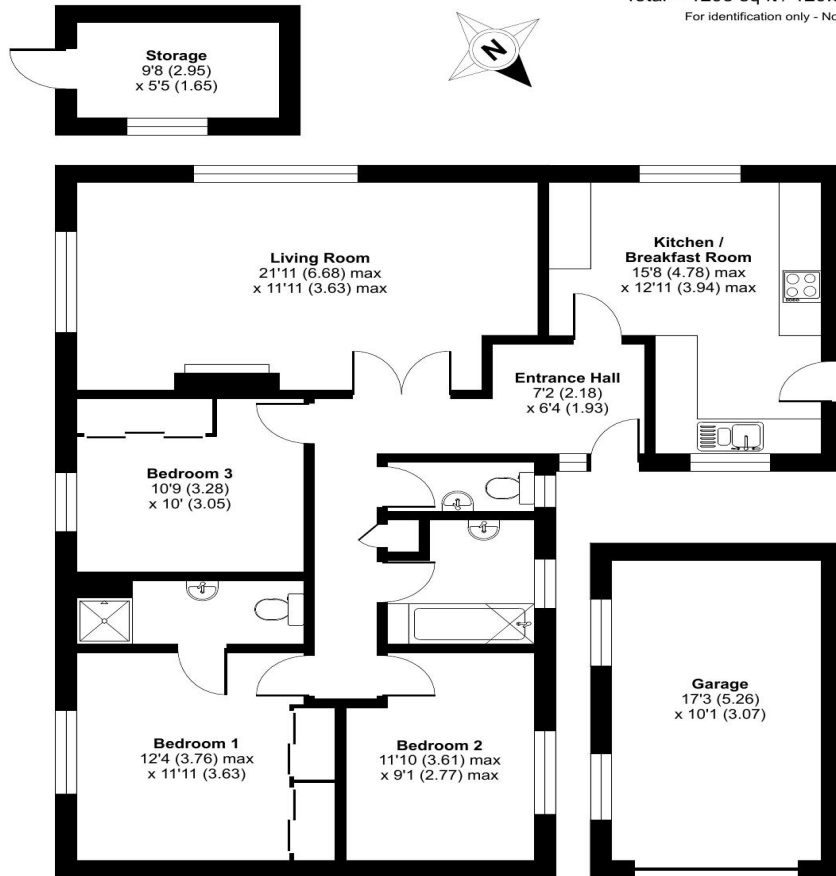 For identification only - No
N
Storage
9'8 (2.95)
x 5'5 (1.65)
Living Room
21'11 (6.68) max
x 11'11 (3.63) max
Kitchen /
Breakfast Room
15'8 (4.78) max
x 12'11 (3.94) max
Entrance Hall
7'2 (2.18)
x 6'4 (1.93)
Bedroom 3
10'9 (3.28)
x 10' (3.05)
Garage
17'3 (5.26)
x 10'1 (3.07)
Bedroom 1
12'4 (3.76) max
x 11'11 (3.63)
Bedroom 2
11'10 (3.61) max
x 9'1 (2.77) max